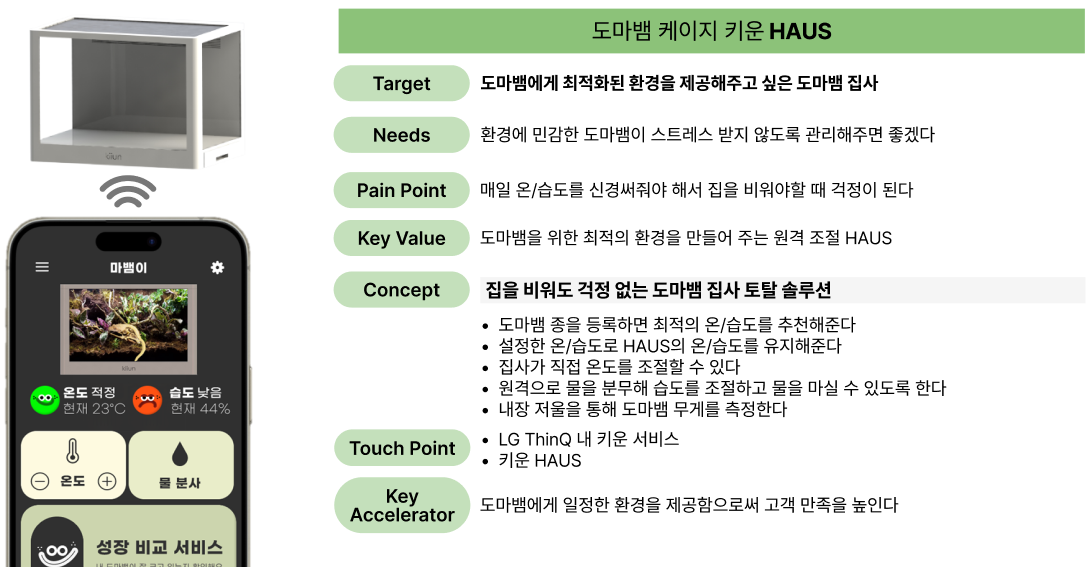 도마뱀 케이지 키운 HAUS
Target
도마뱀에게 최적화된 환경을 제공해주고 싶은 도마뱀 집사
Needs
환경에 민감한 도마뱀이 스트레스 받지 않도록 관리해주면 좋겠다
Pain Point
매일 온/습도를 신경써줘야 해서 집을 비워야할 때 걱정이 된다
Key Value
도마뱀을 위한 최적의 환경을 만들어 주는 원격 조절 HAUS
Concept
집을 비워도 걱정 없는 도마뱀 집사 토탈 솔루션
• 도마뱀 종을 등록하면 최적의 온/습도를 추천해준다
• 설정한 온/습도로 HAUS의 온/습도를 유지해준다
• 집사가 직접 온도를 조절할 수 있다
• 원격으로 물을 분무해 습도를 조절하고 물을 마실 수 있도록 한다
• 내장 저울을 통해 도마뱀 무게를 측정한다
Touch Point
• LG ThinQ 내 키운 서비스
• 키운 HAUS
Key
Accelerator
도마뱀에게 일정한 환경을 제공함으로써 고객 만족을 높인다
마뱀이
온도 적정
현재 23°C
습도 낮음
현재 44%
온도
물 분사
성장 비교 서비스